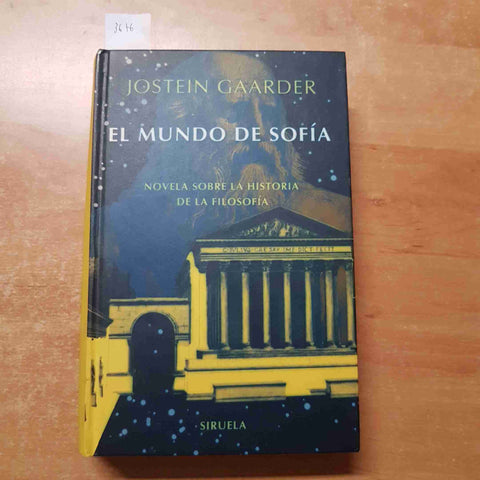 3646
JOSTEIN GAARDER
EL MUNDO DE SOFÍA
NOVELA SOBRE LA HISTORIA
DE LA FILOSOFÍA
SIRUELA